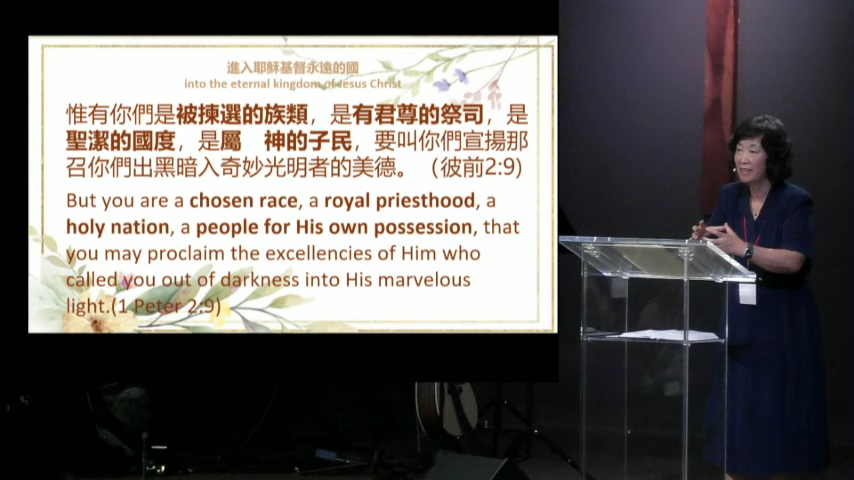 進入耶穌基督永遠的國
into the eternal kingdom of Jesus Christ
惟有你們是被揀選的族類，是有君尊的祭司，是
聖潔的國度，是屬　神的子民，要叫你們宣揚那
召你們出黑暗入奇妙光明者的美德。（彼前2:9)
But you are a chosen race, a royal priesthood, a
holy nation, a people for His own possession, that
you may proclaim the excellencies of Him who
called you out of darkness into His marvelous
light.(1 Peter 2:9)